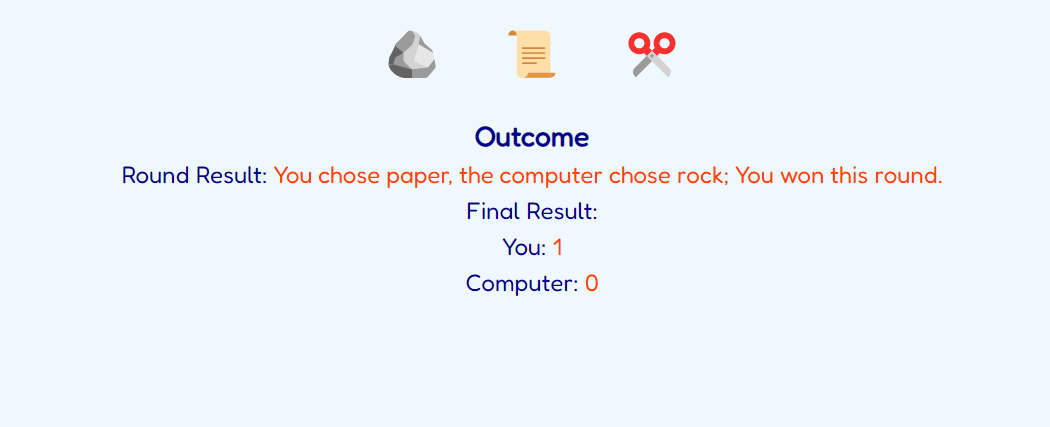 Outcome
Round Result: You chose paper, the computer chose rock; You won this round.
Final Result:
You: 1
Computer: 0